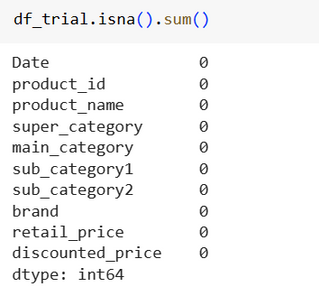 df_trial.isna().sum()
Date 0
product_id 0
product_name 0
super_category 0
main_category 0
sub_category1 0
sub_category2 0
brand 0
retail_price 0
discounted_price 0
dtype: int64